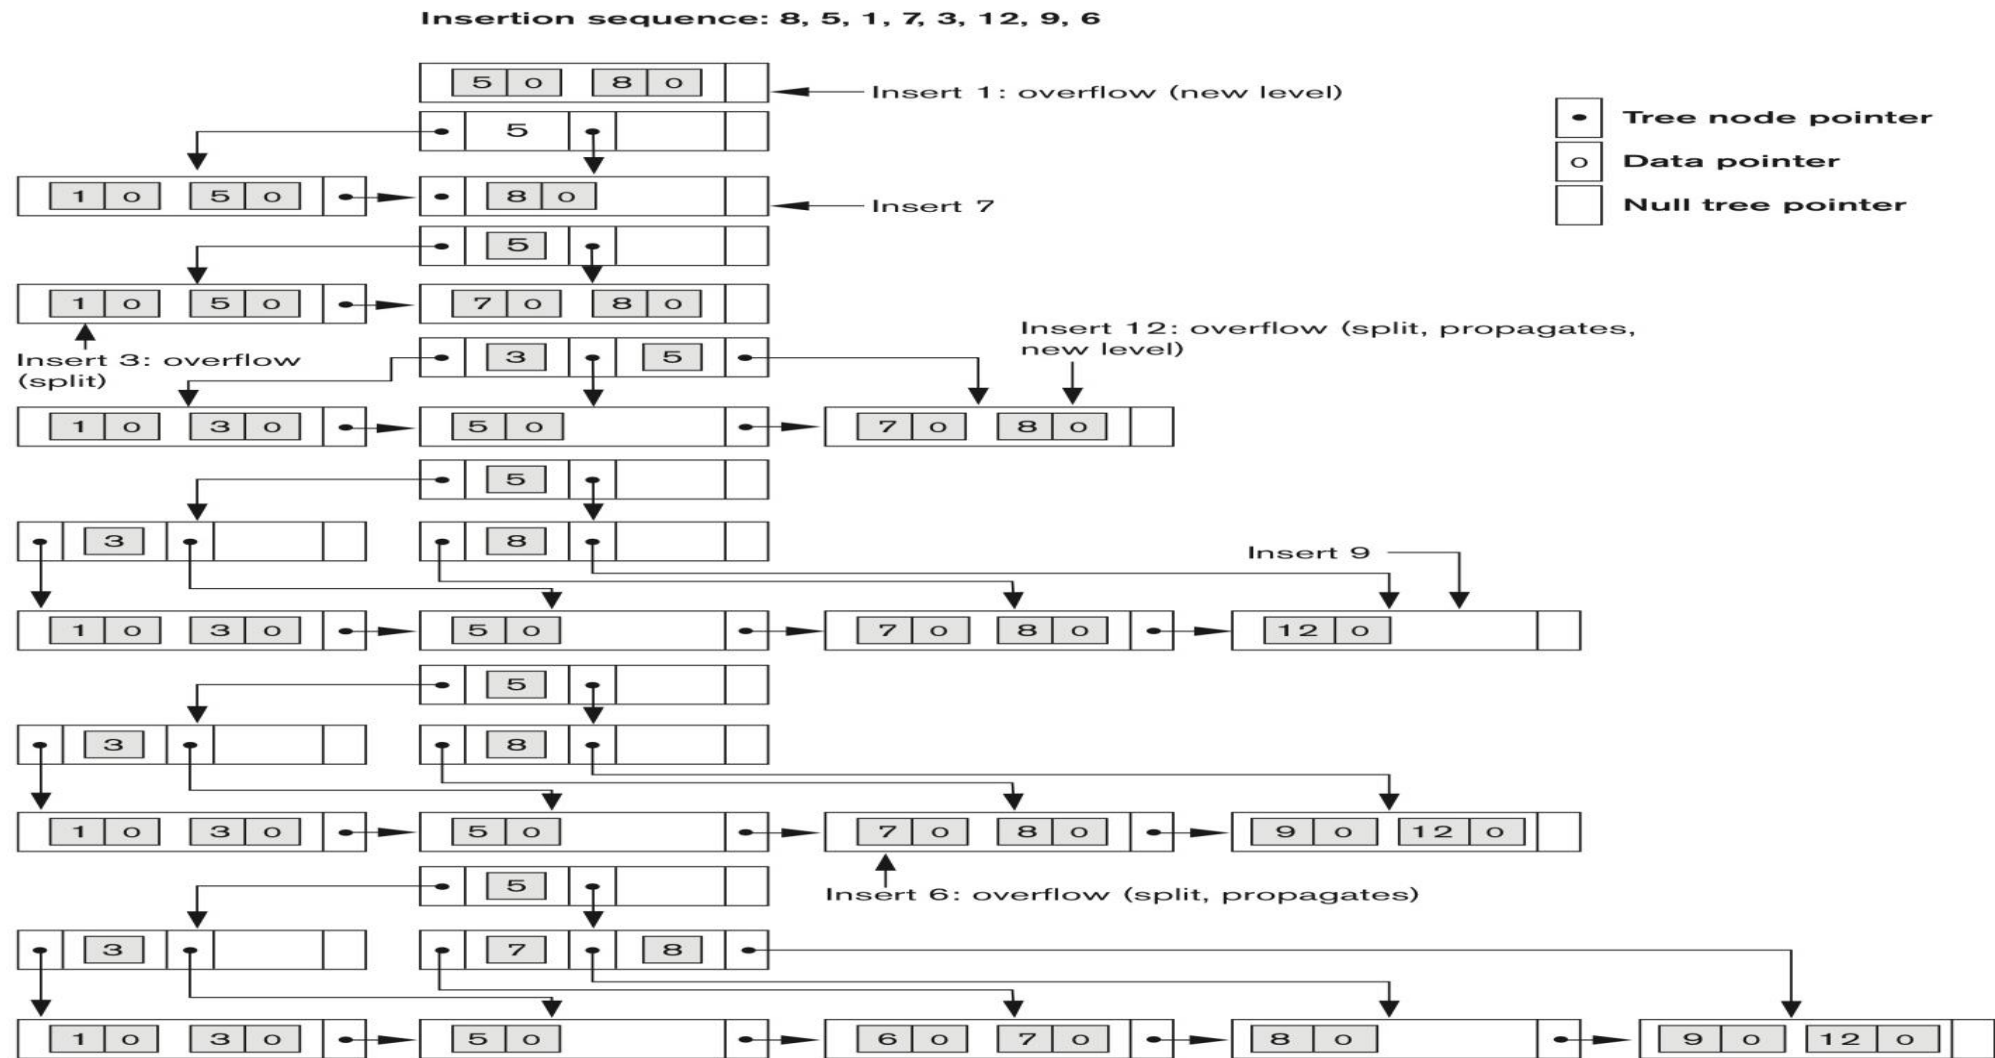 Insertion sequence: 8, 5, 1, 7, 3, 12, 9, 6
5 o 8 o
Insert 1: overflow (new level)
5
Tree node pointer
o Data pointer
Null tree pointer
1 o 5 o 8 o
Insert 7
5
1 o 5 o 7 o 8 o
Insert 3: overflow
(split)
3 5
Insert 12: overflow (split, propagates,
new level)
1 o 3 o 5 o 7 o 8 o
5
3 8
Insert 9
1 o 3 o 5 o 7 o 8 o 12 o
5
3 8
1 o 3 o 5 o 7 o 8 o 9 o 12 o
Insert 6: overflow (split, propagates)
5
3 7 8
1 o 3 o 5 o 6 o 7 o 8 o 9 o 12 o